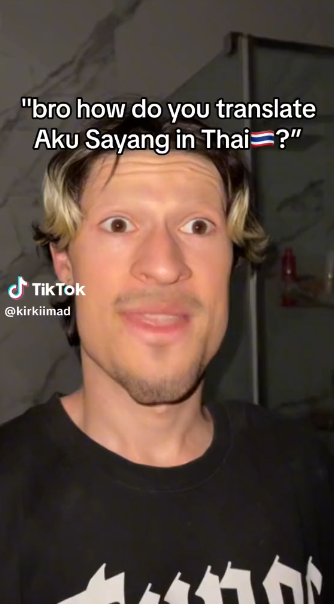 "bro how do you translate
Aku Sayang in Thai🇹🇭?”
TikTok
@kirkiimad